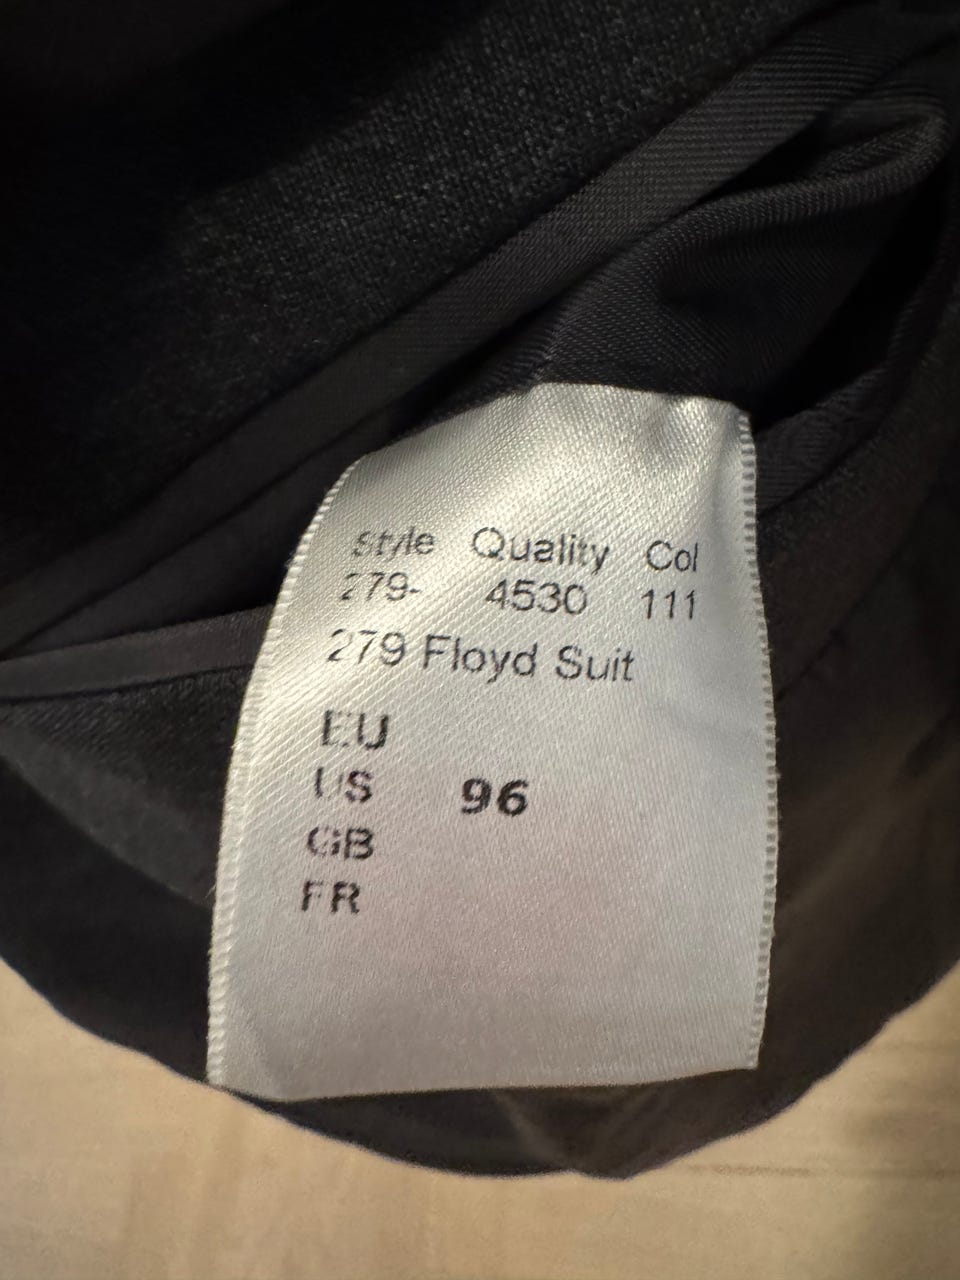 Style Quality Col
279- 4530 111
279 Floyd Suit
EU
US 96
GB
FR